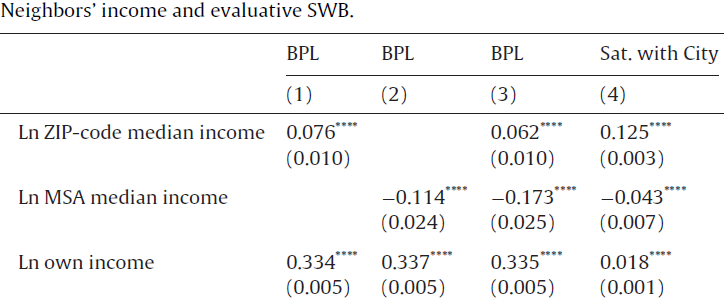 Neighbors’ income and evaluative SWB.
BPL BPL BPL Sat. with City
(1) (2) (3) (4)
Ln ZIP-code median income 0.076**** 0.062**** 0.125****
(0.010) (0.010) (0.003)
Ln MSA median income −0.114**** −0.173**** −0.043****
(0.024) (0.025) (0.007)
Ln own income 0.334**** 0.337**** 0.335**** 0.018****
(0.005) (0.005) (0.005) (0.001)